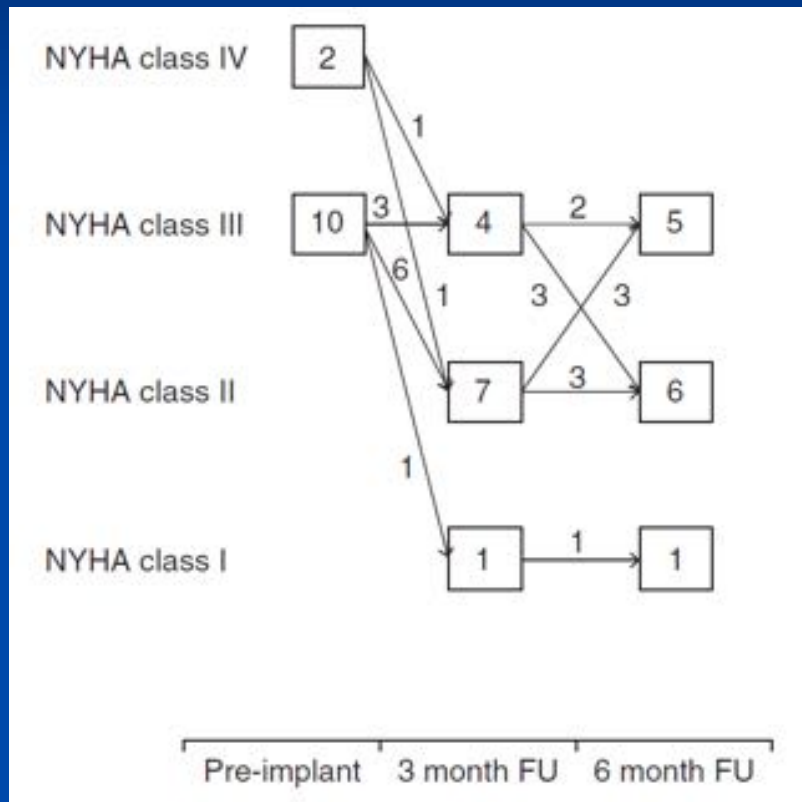 NYHA class IV 2
1
NYHA class III 10 3 4 2 5
6
1 3 3
NYHA class II 7 3 6
1
NYHA class I 1 1 1
Pre-implant 3 month FU 6 month FU